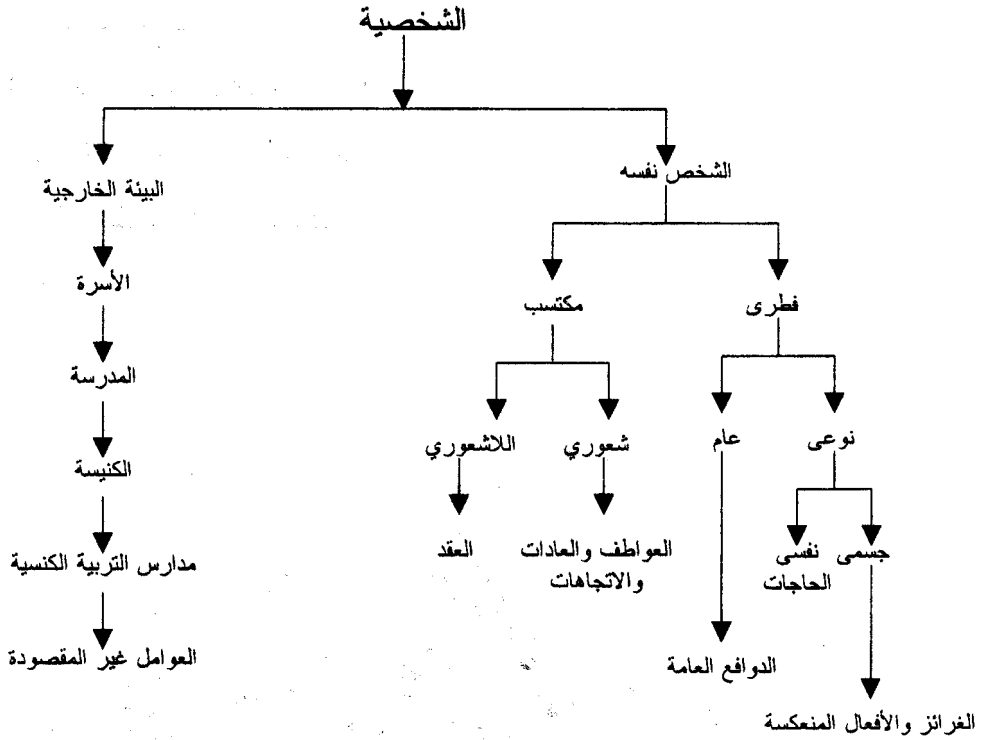 الشخصية
الشخص نفسه
البيئة الخارجية
فطرى
مكتسب
الأسرة
المدرسة
نوعى
عام
شعوري
اللاشعوري
الكنيسة
جسمى
نفسى
الحاجات
العواطف والعادات
والاتجاهات
العقد
مدارس التربية الكنسية
الدوافع العامة
العوامل غير المقصودة
الغرائز والأفعال المنعكسة